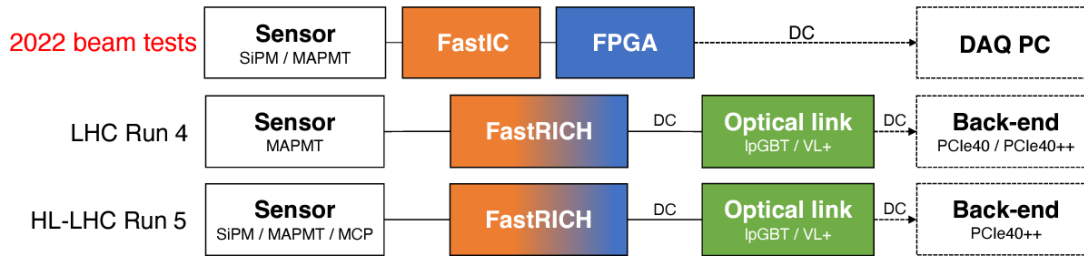 2022 beam tests
Sensor
SiPM / MAPMT
FastIC
FPGA
DC
DAQ PC
LHC Run 4
Sensor
MAPMT
FastRICH
DC
Optical link
lpGBT / VL+
DC
Back-end
PCIe40 / PCIe40++
HL-LHC Run 5
Sensor
SiPM / MAPMT / MCP
FastRICH
DC
Optical link
lpGBT / VL+
DC
Back-end
PCIe40++